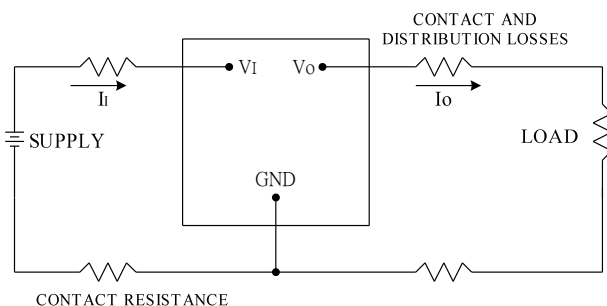 CONTACT AND
DISTRIBUTION LOSSES
VI
VO
II
IO
SUPPLY
LOAD
GND
CONTACT RESISTANCE